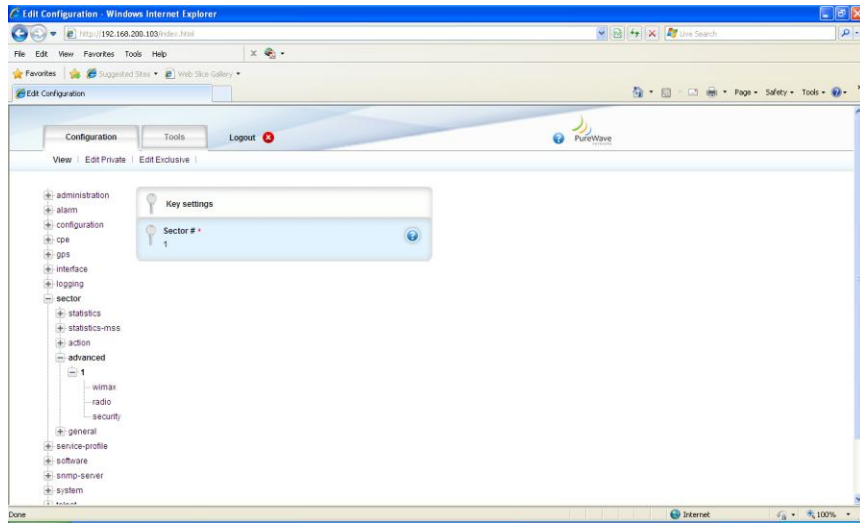 Edit Configuration - Windows Internet Explorer
http://192.168.200.103/index.html
Live Search
File Edit View Favorites Tools Help
Favorites Suggested Sites Web Slice Gallery
Edit Configuration
Page Safety Tools
Configuration Tools Logout
PureWave
View Edit Private Edit Exclusive
administration
alarm
configuration
cpe
gps
interface
logging
sector
statistics
statistics-mss
action
advanced
1
wimax
radio
security
general
service-profile
software
snmp-server
system
Key settings
Sector # *
1
Done
Internet
100%